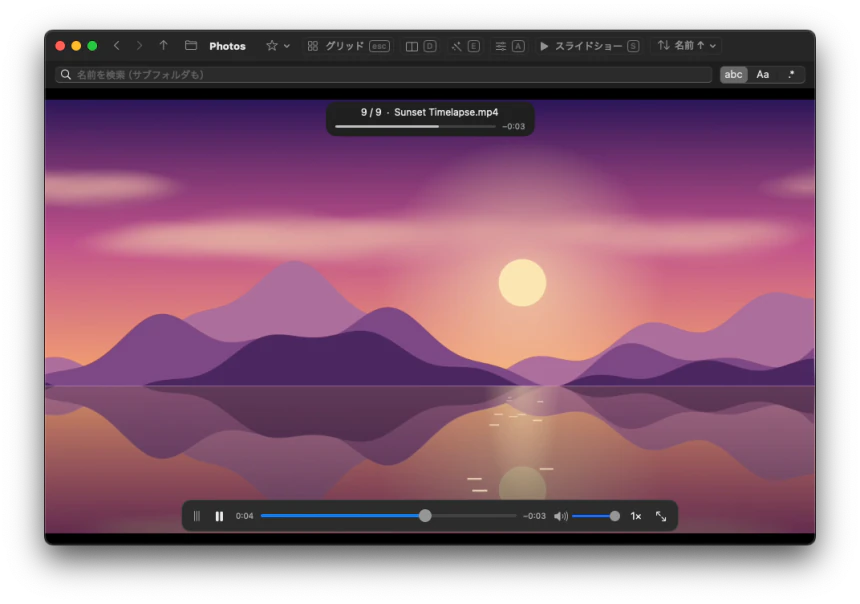 Photos グリッド esc D E A スライドショー S 名前
名前を検索 (サブフォルダも) abc Aa .*
9 / 9 · Sunset Timelapse.mp4
−0:03
0:04 −0:03 1×